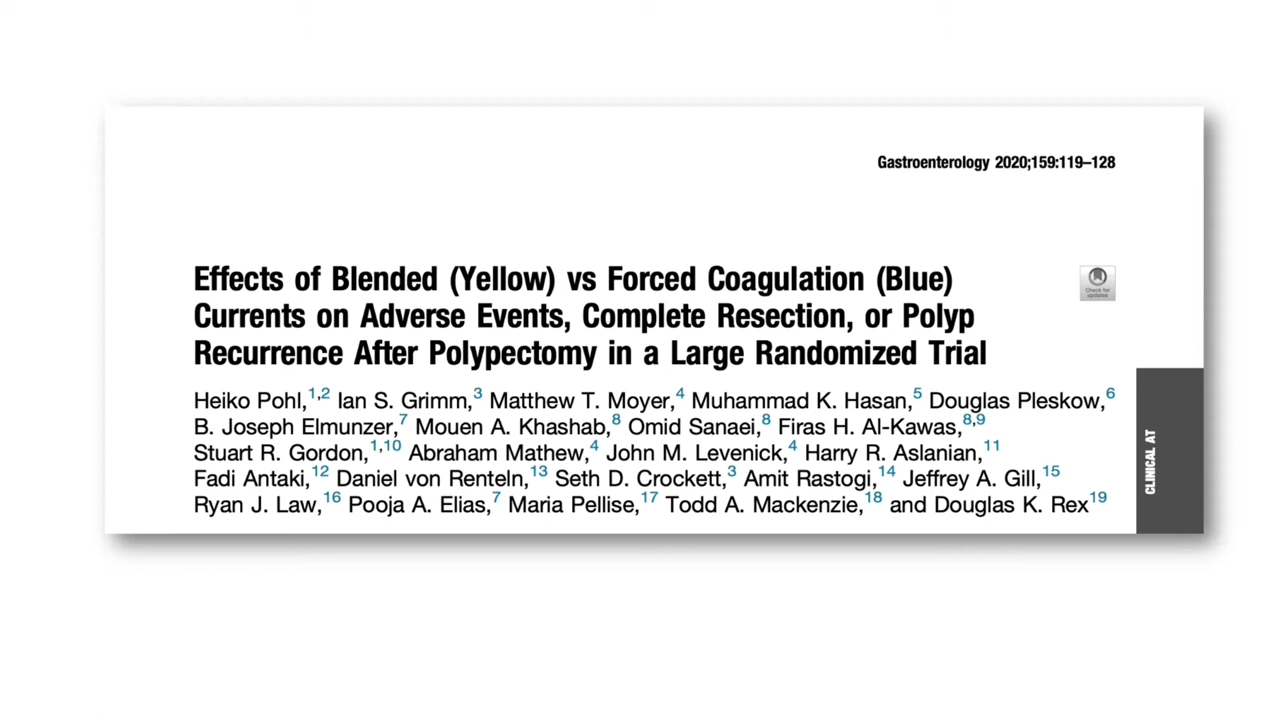 Gastroenterology 2020;159:119–128
Effects of Blended (Yellow) vs Forced Coagulation (Blue)
Currents on Adverse Events, Complete Resection, or Polyp
Recurrence After Polypectomy in a Large Randomized Trial
Check for
updates
Heiko Pohl,1,2 Ian S. Grimm,3 Matthew T. Moyer,4 Muhammad K. Hasan,5 Douglas Pleskow,6
B. Joseph Elmunzer,7 Mouen A. Khashab,8 Omid Sanaei,8 Firas H. Al-Kawas,8,9
Stuart R. Gordon,1,10 Abraham Mathew,4 John M. Levenick,4 Harry R. Aslanian,11
Fadi Antaki,12 Daniel von Renteln,13 Seth D. Crockett,3 Amit Rastogi,14 Jeffrey A. Gill,15
Ryan J. Law,16 Pooja A. Elias,7 Maria Pellise,17 Todd A. Mackenzie,18 and Douglas K. Rex19
CLINICAL AT